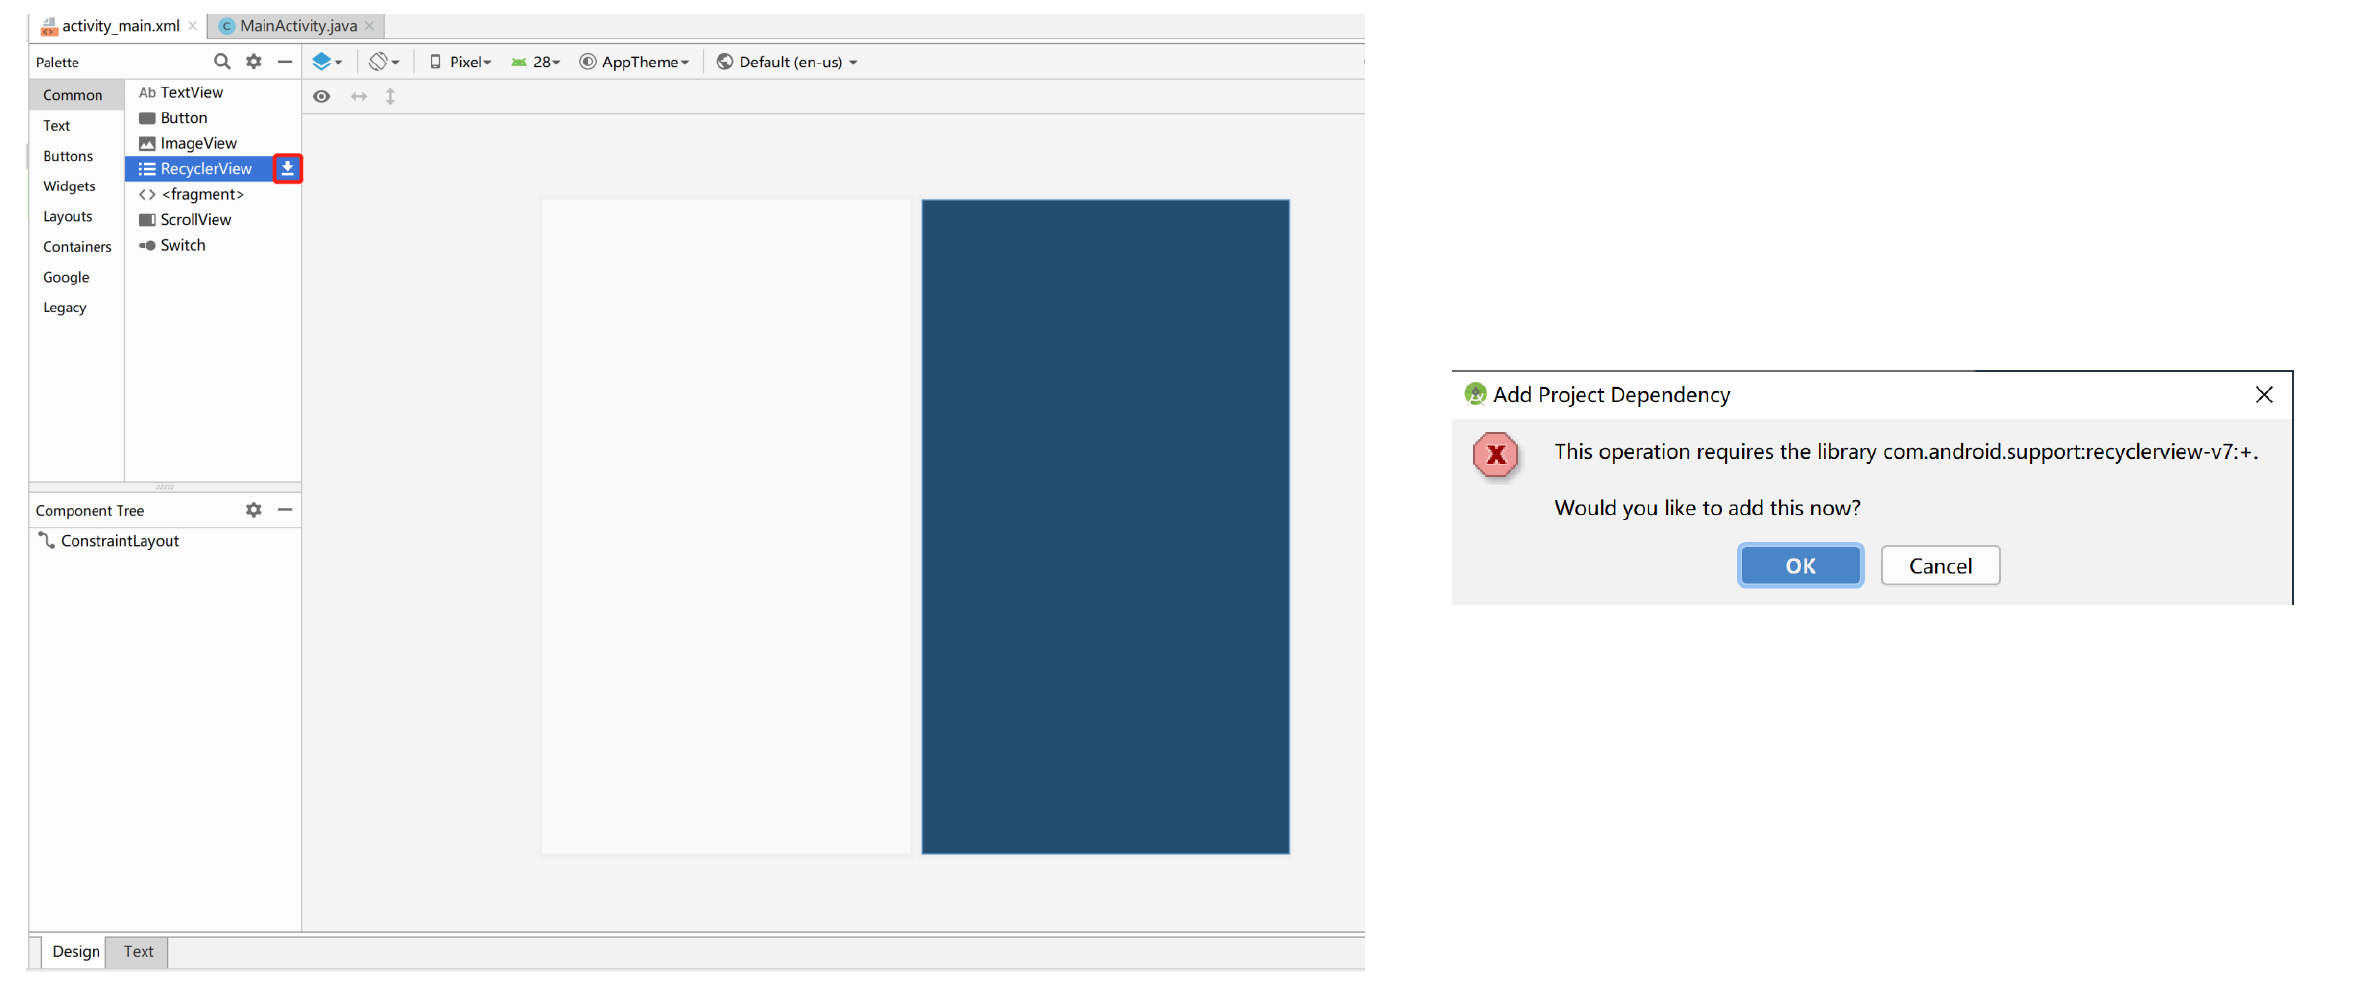 activity_main.xml
MainActivity.java
Palette
Pixel
28
AppTheme
Default (en-us)
Common
Text
Buttons
Widgets
Layouts
Containers
Google
Legacy
Ab TextView
Button
ImageView
RecyclerView
<fragment>
ScrollView
Switch
Component Tree
ConstraintLayout
Design
Text
Add Project Dependency
This operation requires the library com.android.support:recyclerview-v7:+.
Would you like to add this now?
OK
Cancel